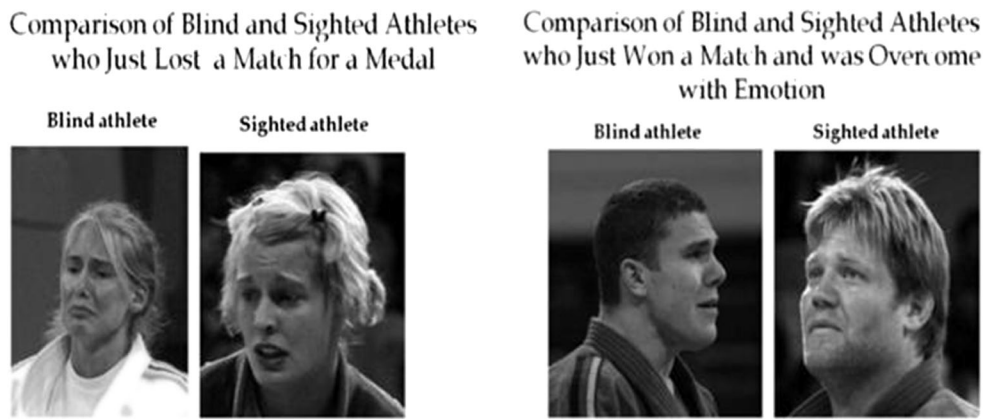 Comparison of Blind and Sighted Athletes
who Just Lost a Match for a Medal
Blind athlete
Sighted athlete
Comparison of Blind and Sighted Athletes
who Just Won a Match and was Overcome
with Emotion
Blind athlete
Sighted athlete